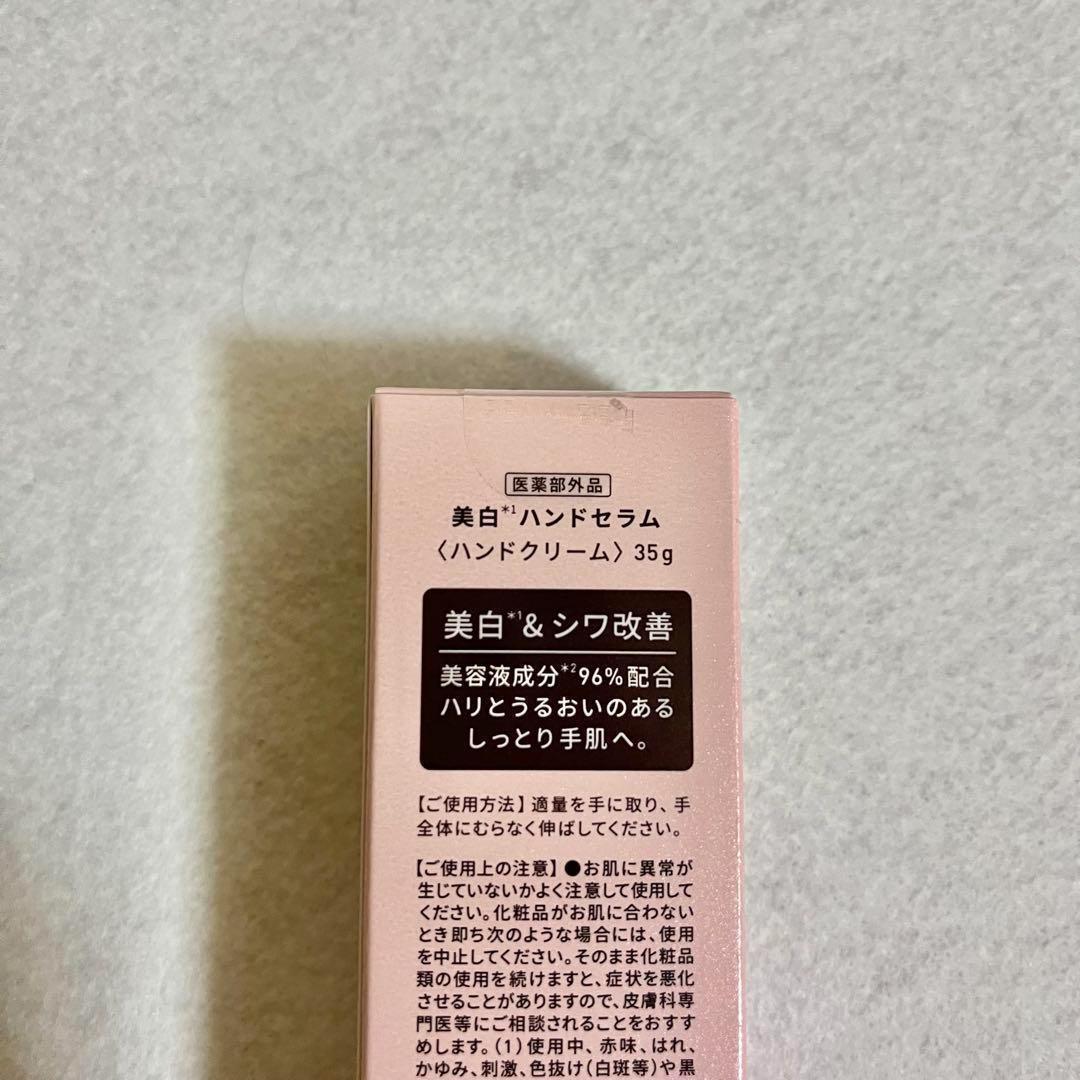 医薬部外品
美白*1ハンドセラム
〈ハンドクリーム〉35g
美白*1&シワ改善
美容液成分*296%配合
ハリとうるおいのある
しっとり手肌へ。
【ご使用方法】適量を手に取り、手
全体にむらなく伸ばしてください。
【ご使用上の注意】●お肌に異常が
生じていないかよく注意して使用して
ください。化粧品がお肌に合わない
とき即ち次のような場合には、使用
を中止してください。そのまま化粧品
類の使用を続けますと、症状を悪化
させることがありますので、皮膚科専
門医等にご相談されることをおすす
めします。(1)使用中、赤味、はれ、
かゆみ、刺激、色抜け(白斑等)や黒